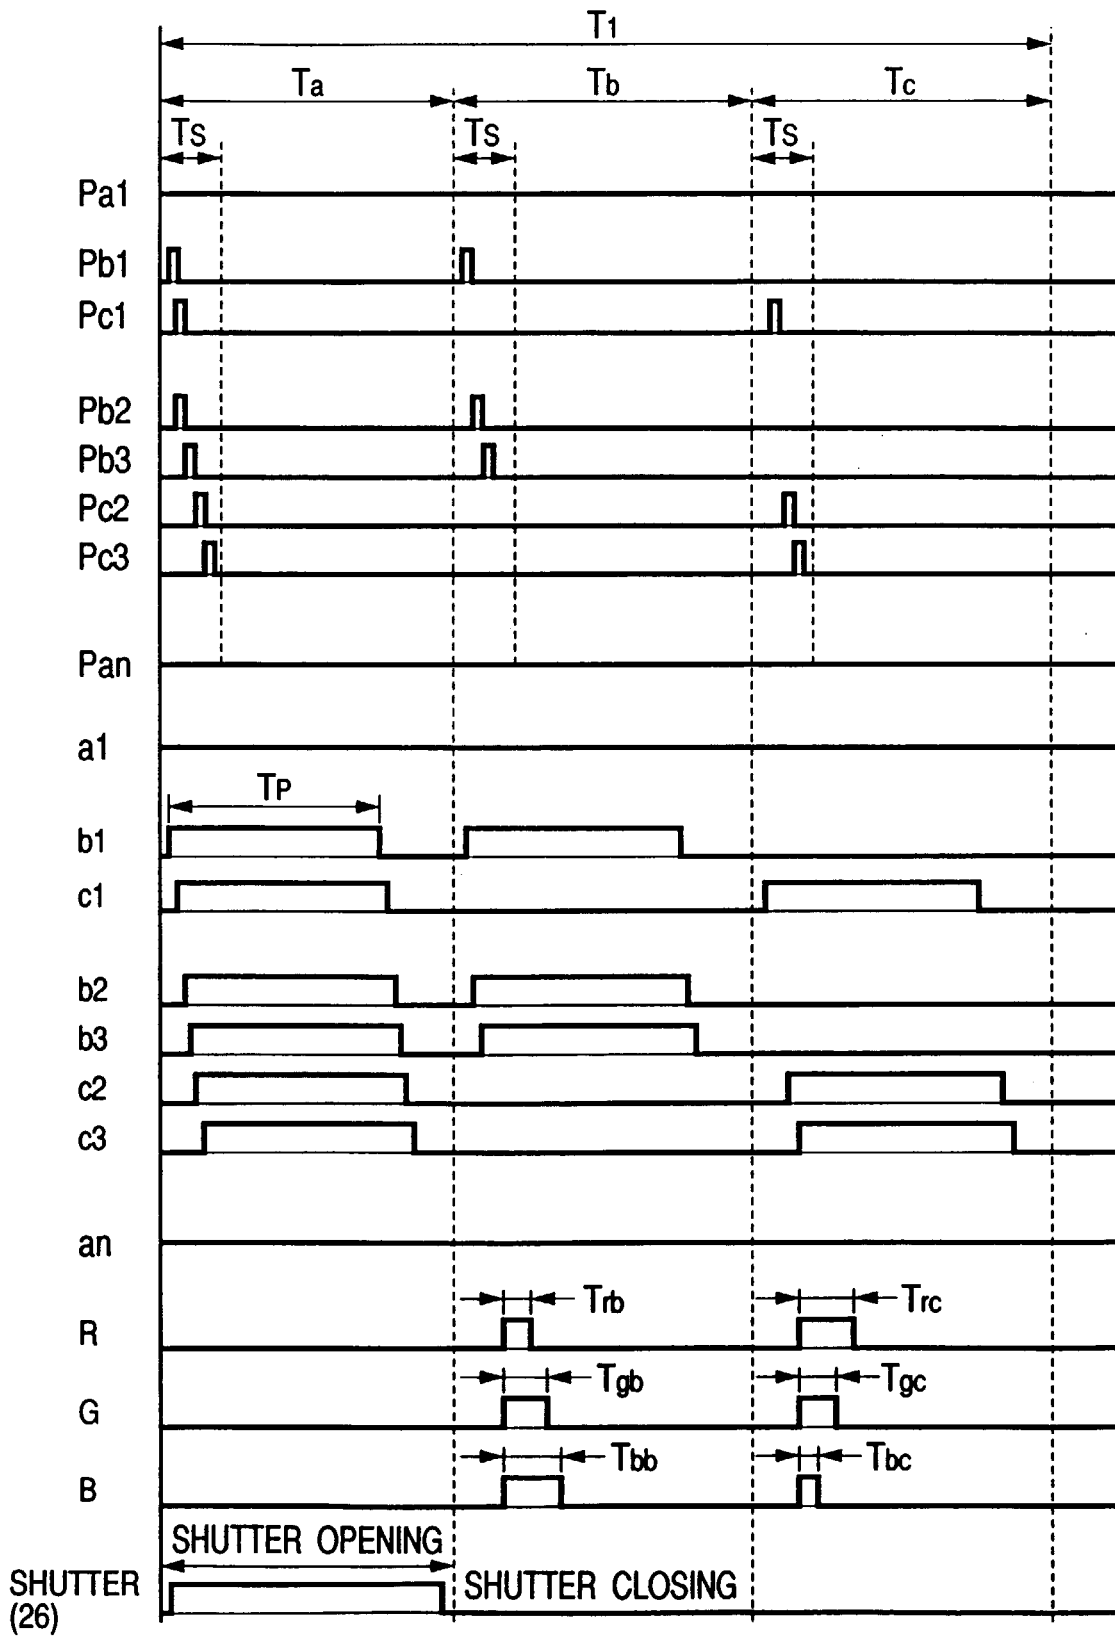 T1
Ta Tb Tc
TS TS TS
Pa1
Pb1
Pc1
Pb2
Pb3
Pc2
Pc3
Pan
a1
TP
b1
c1
b2
b3
c2
c3
an
Trb Trc
R
Tgb Tgc
G
Tbb Tbc
B
SHUTTER OPENING
SHUTTER (26)
SHUTTER CLOSING